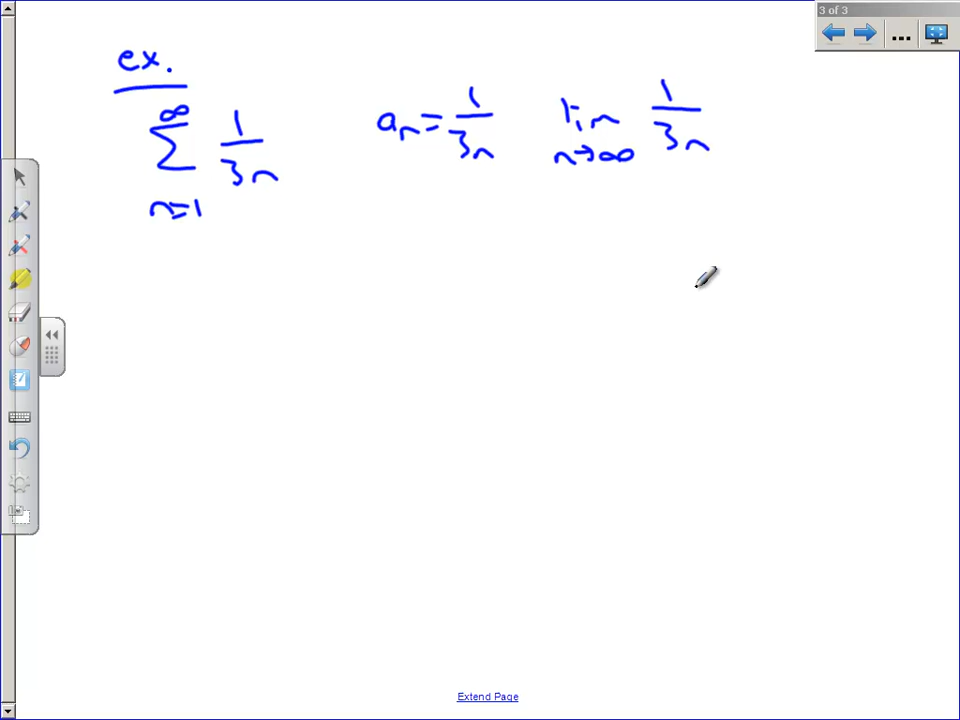 3 of 3
ex.
∞
∑ 1/3n   aₙ = 1/3n   lim 1/3n
n=1   n→∞
Extend Page